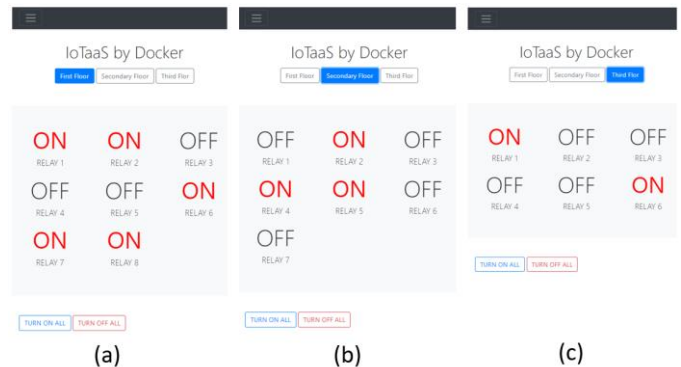 IoTaaS by Docker
First Floor Secondary Floor Third Flor
ON ON OFF
RELAY 1 RELAY 2 RELAY 3
OFF OFF ON
RELAY 4 RELAY 5 RELAY 6
ON ON
RELAY 7 RELAY 8
TURN ON ALL TURN OFF ALL
(a)
IoTaaS by Docker
First Floor Secondary Floor Third Flor
OFF ON OFF
RELAY 1 RELAY 2 RELAY 3
ON ON OFF
RELAY 4 RELAY 5 RELAY 6
OFF
RELAY 7
TURN ON ALL TURN OFF ALL
(b)
IoTaaS by Docker
First Floor Secondary Floor Third Flor
ON OFF OFF
RELAY 1 RELAY 2 RELAY 3
OFF OFF ON
RELAY 4 RELAY 5 RELAY 6
TURN ON ALL TURN OFF ALL
(c)